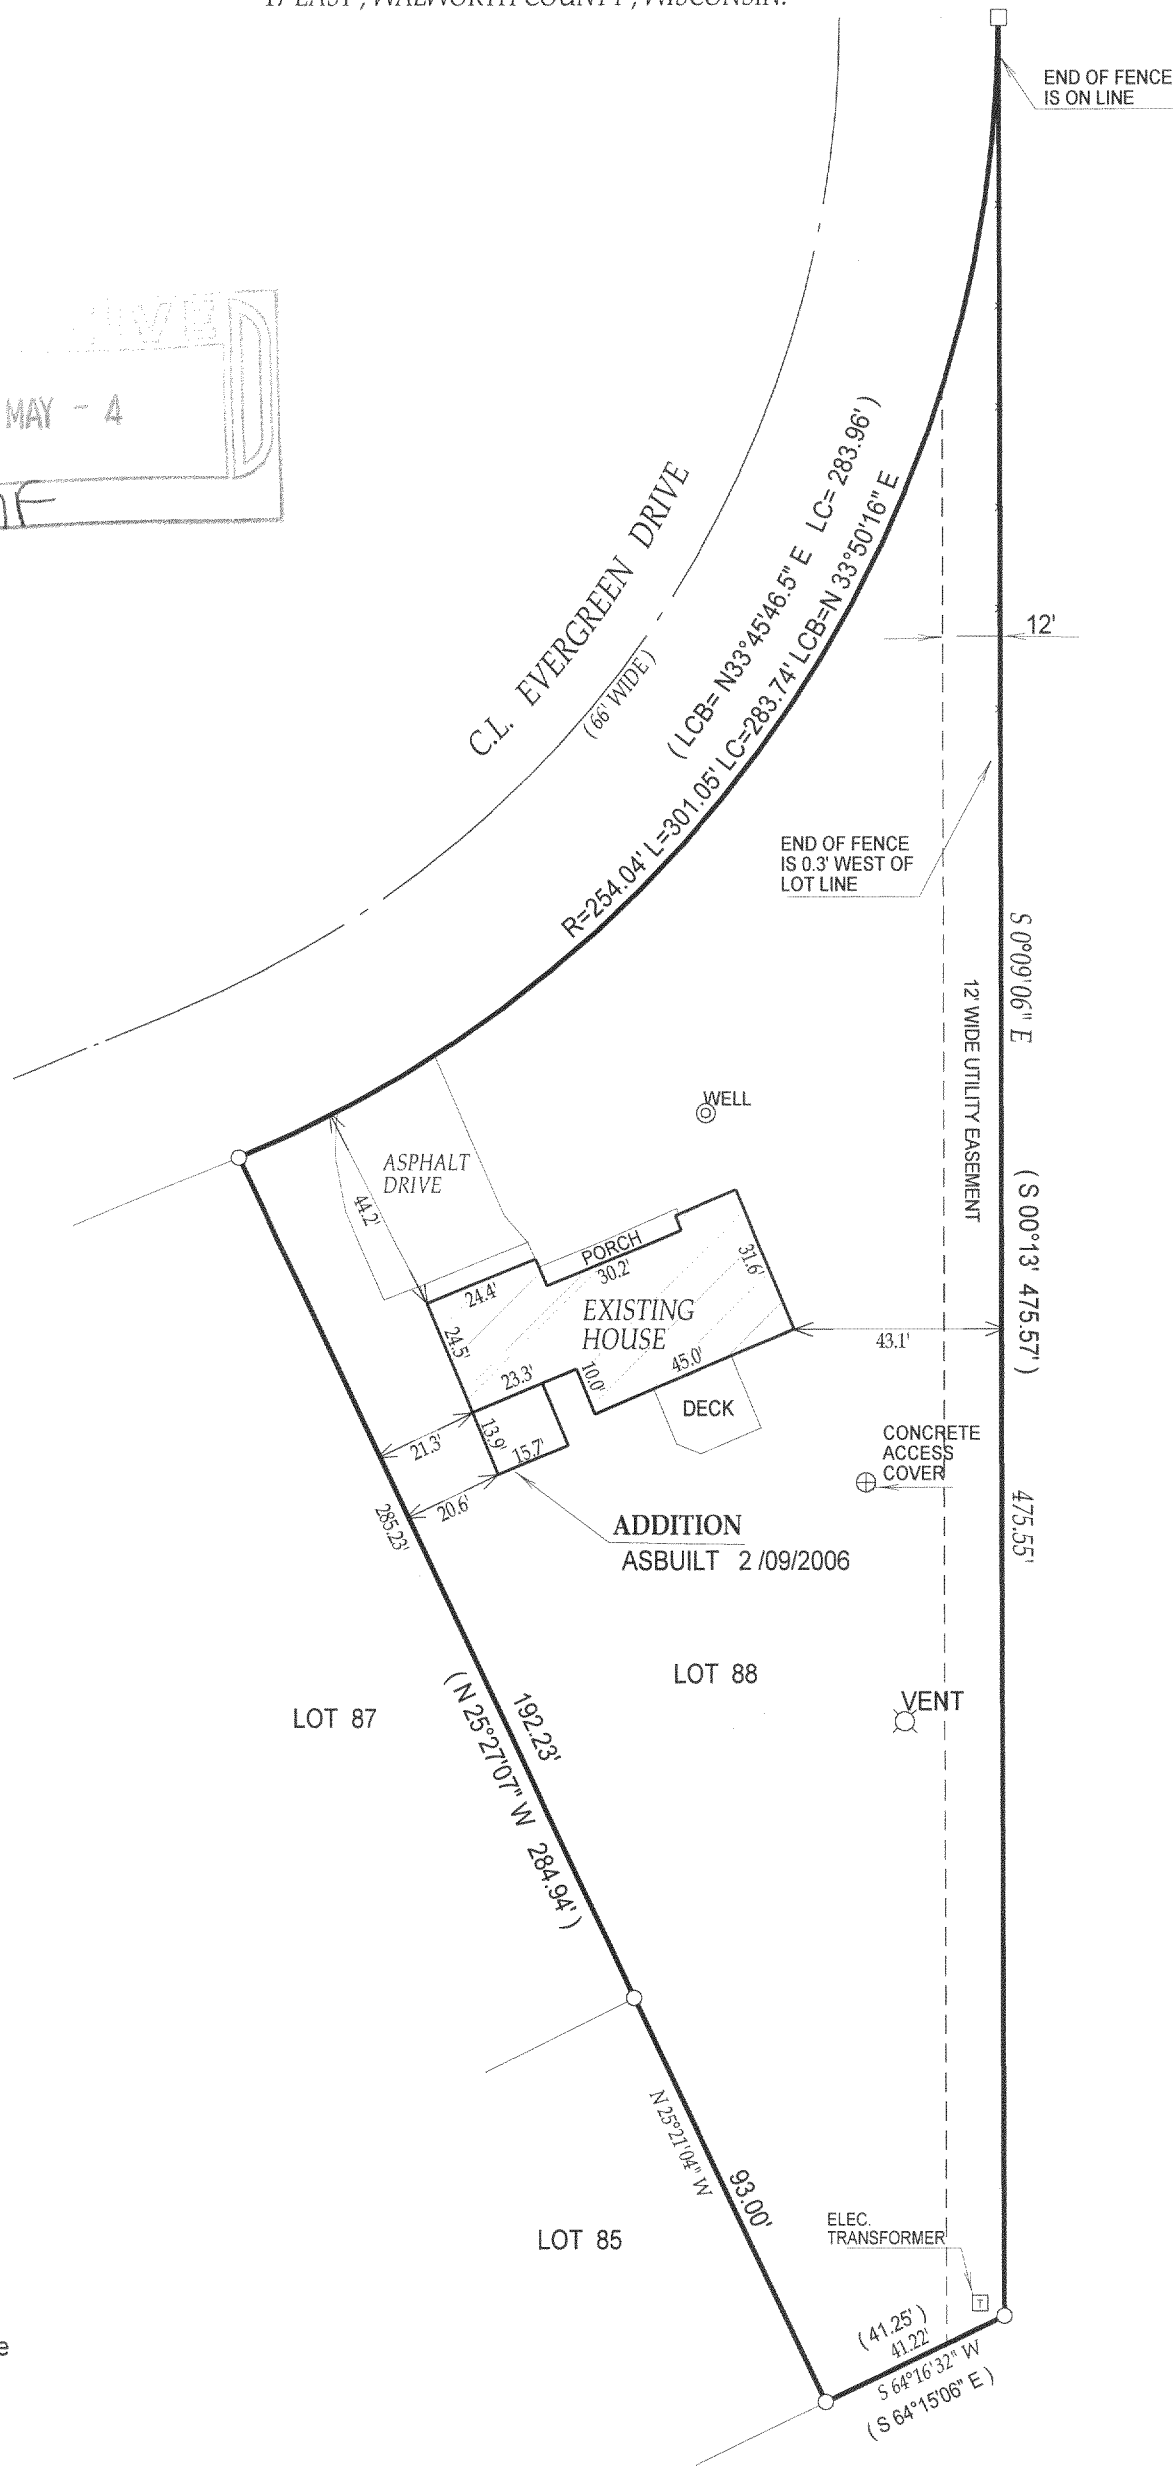 17 EAST , WALWORTH COUNTY , WISCONSIN.
END OF FENCE
IS ON LINE
MAY - 4
C.L. EVERGREEN DRIVE
( 66' WIDE )
( LCB= N33°45'46.5" E LC= 283.96' )
R=254.04' L=301.05' LC=283.74' LCB=N 33°50'16" E
12'
END OF FENCE
IS 0.3' WEST OF
LOT LINE
S 0°09'06" E
12' WIDE UTILITY EASEMENT
( S 00°13' 475.57' )
475.55'
WELL
ASPHALT
DRIVE
44.2'
PORCH
30.2'
31.6'
24.4'
EXISTING
HOUSE
24.5'
43.1'
23.3'
10.0'
45.0'
DECK
13.9'
15.7'
21.3'
20.6'
CONCRETE
ACCESS
COVER
285.23'
ADDITION
ASBUILT 2 /09/2006
LOT 88
LOT 87
VENT
192.23'
( N 25°27'07" W 284.94' )
N 25°21'04" W
93.00'
LOT 85
ELEC.
TRANSFORMER
T
( 41.25' )
41.22'
S 64°16'32" W
( S 64°15'06" E )
e